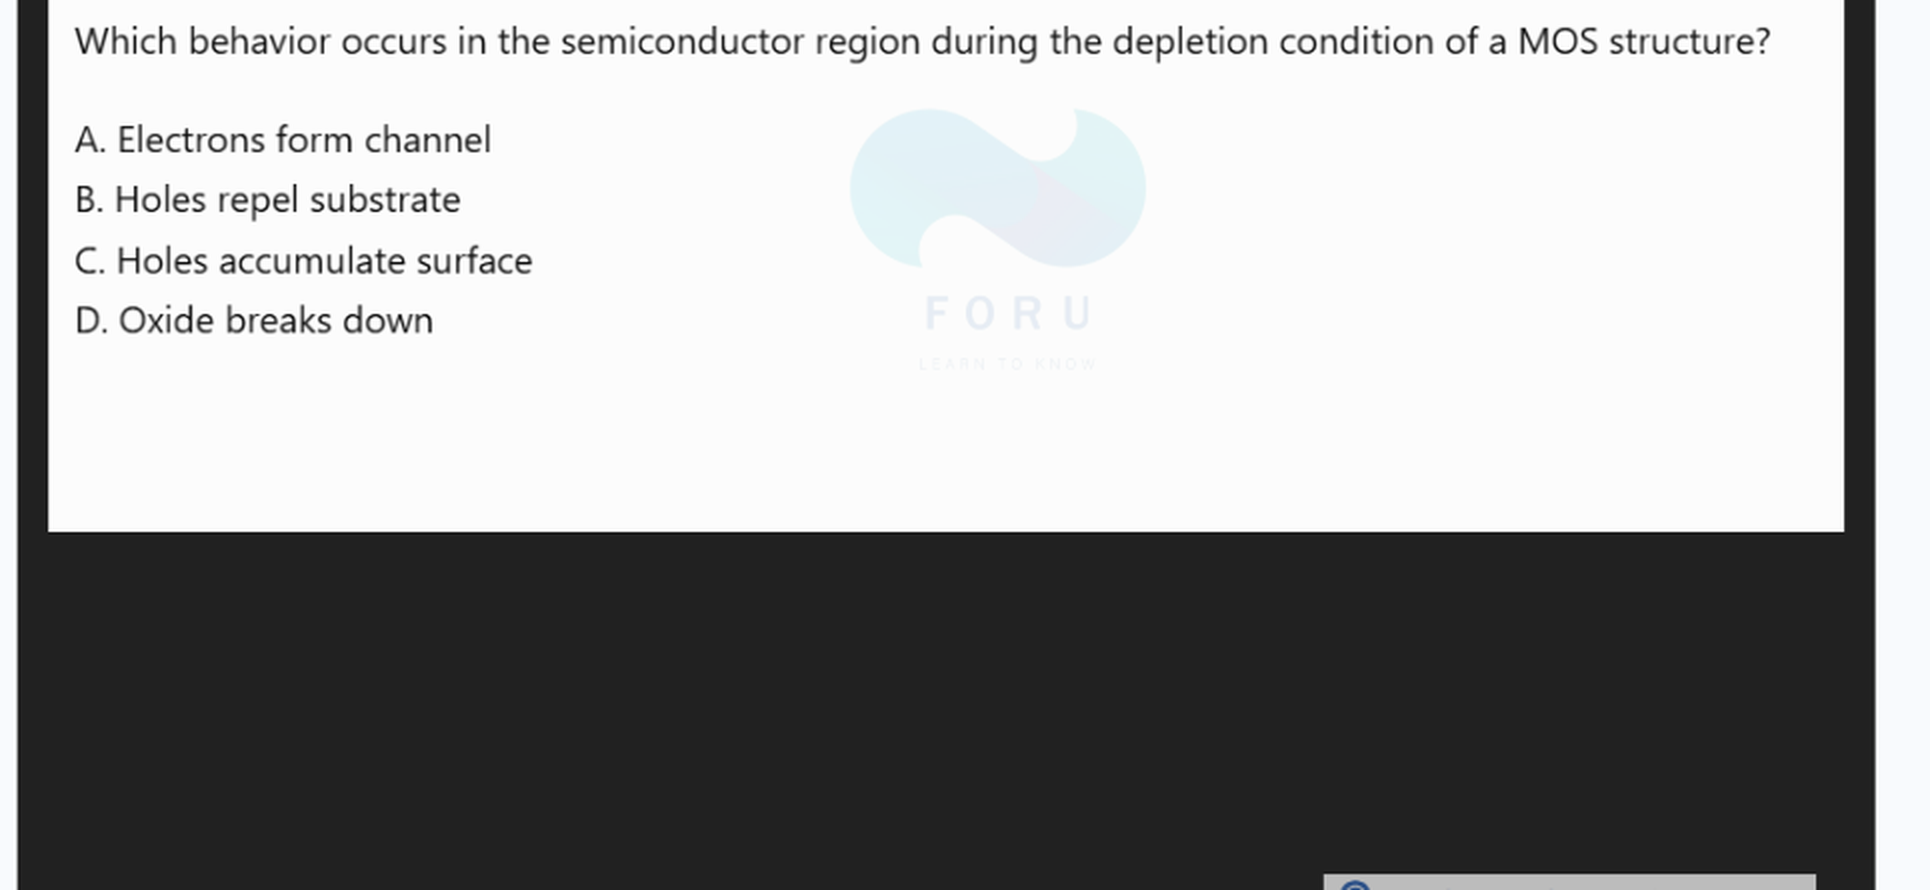 Which behavior occurs in the semiconductor region during the depletion condition of a MOS structure?
A. Electrons form channel
B. Holes repel substrate
C. Holes accumulate surface
D. Oxide breaks down
FORU
LEARN TO KNOW